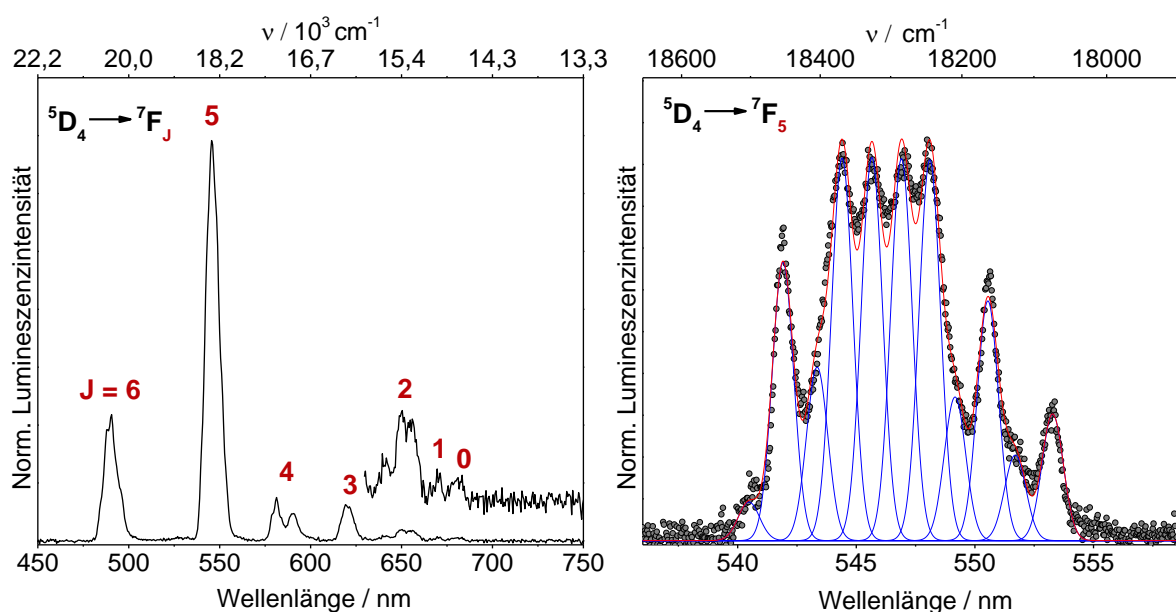 ν / 10³ cm⁻¹
22,2 20,0 18,2 16,7 15,4 14,3 13,3
⁵D₄ → ⁷F_J
5
J = 6
4
3
2
1
0
Norm. Lumineszenzintensität
450 500 550 600 650 700 750
Wellenlänge / nm
ν / cm⁻¹
18600 18400 18200 18000
⁵D₄ → ⁷F₅
Norm. Lumineszenzintensität
540 545 550 555
Wellenlänge / nm